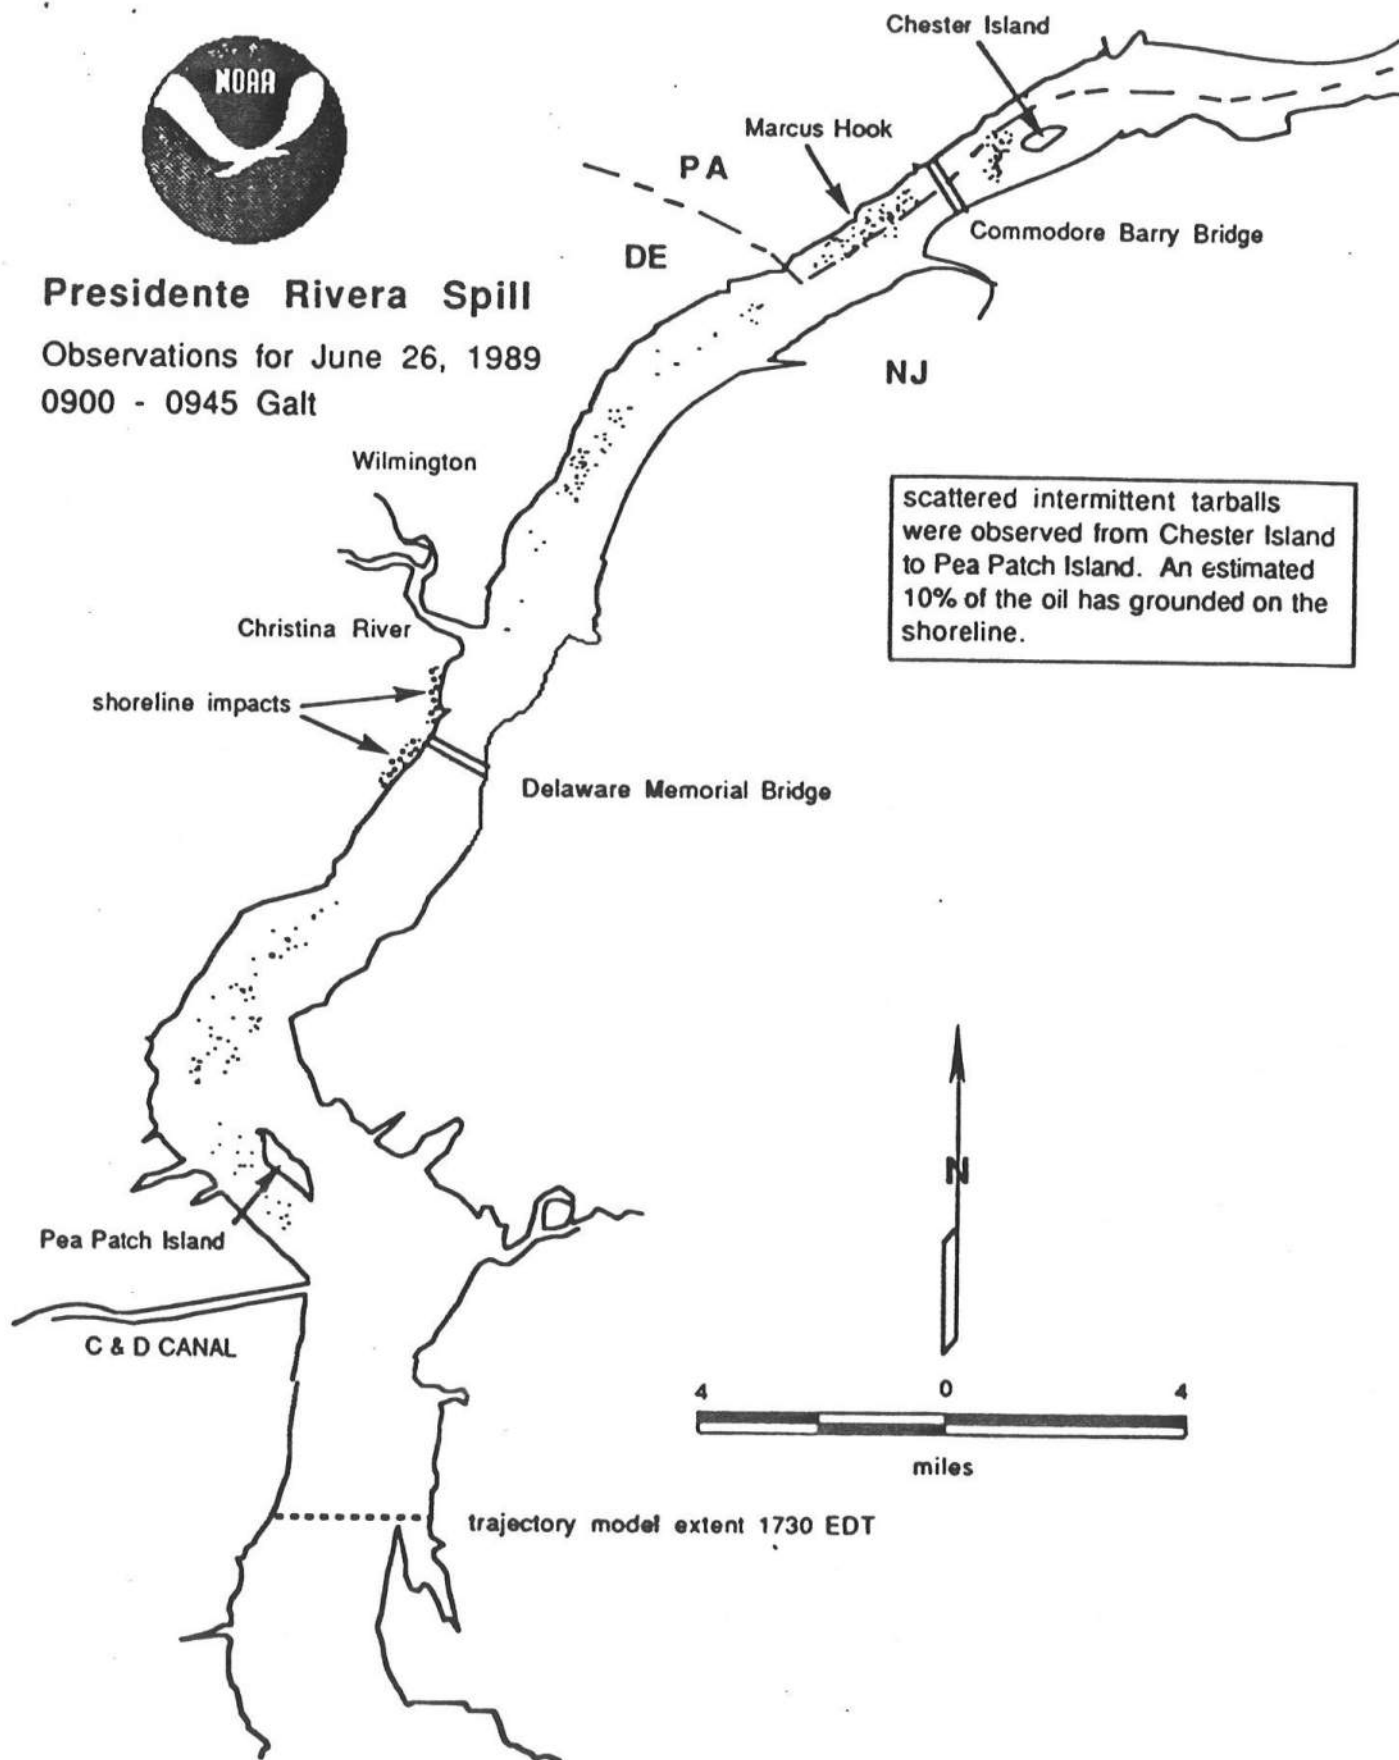 Chester Island
NOAA
Marcus Hook
PA
Commodore Barry Bridge
DE
Presidente Rivera Spill
Observations for June 26, 1989
0900 - 0945 Galt
NJ
Wilmington
scattered intermittent tarballs
were observed from Chester Island
to Pea Patch Island. An estimated
10% of the oil has grounded on the
shoreline.
Christina River
shoreline impacts
Delaware Memorial Bridge
N
Pea Patch Island
C & D CANAL
4 0 4
miles
trajectory model extent 1730 EDT